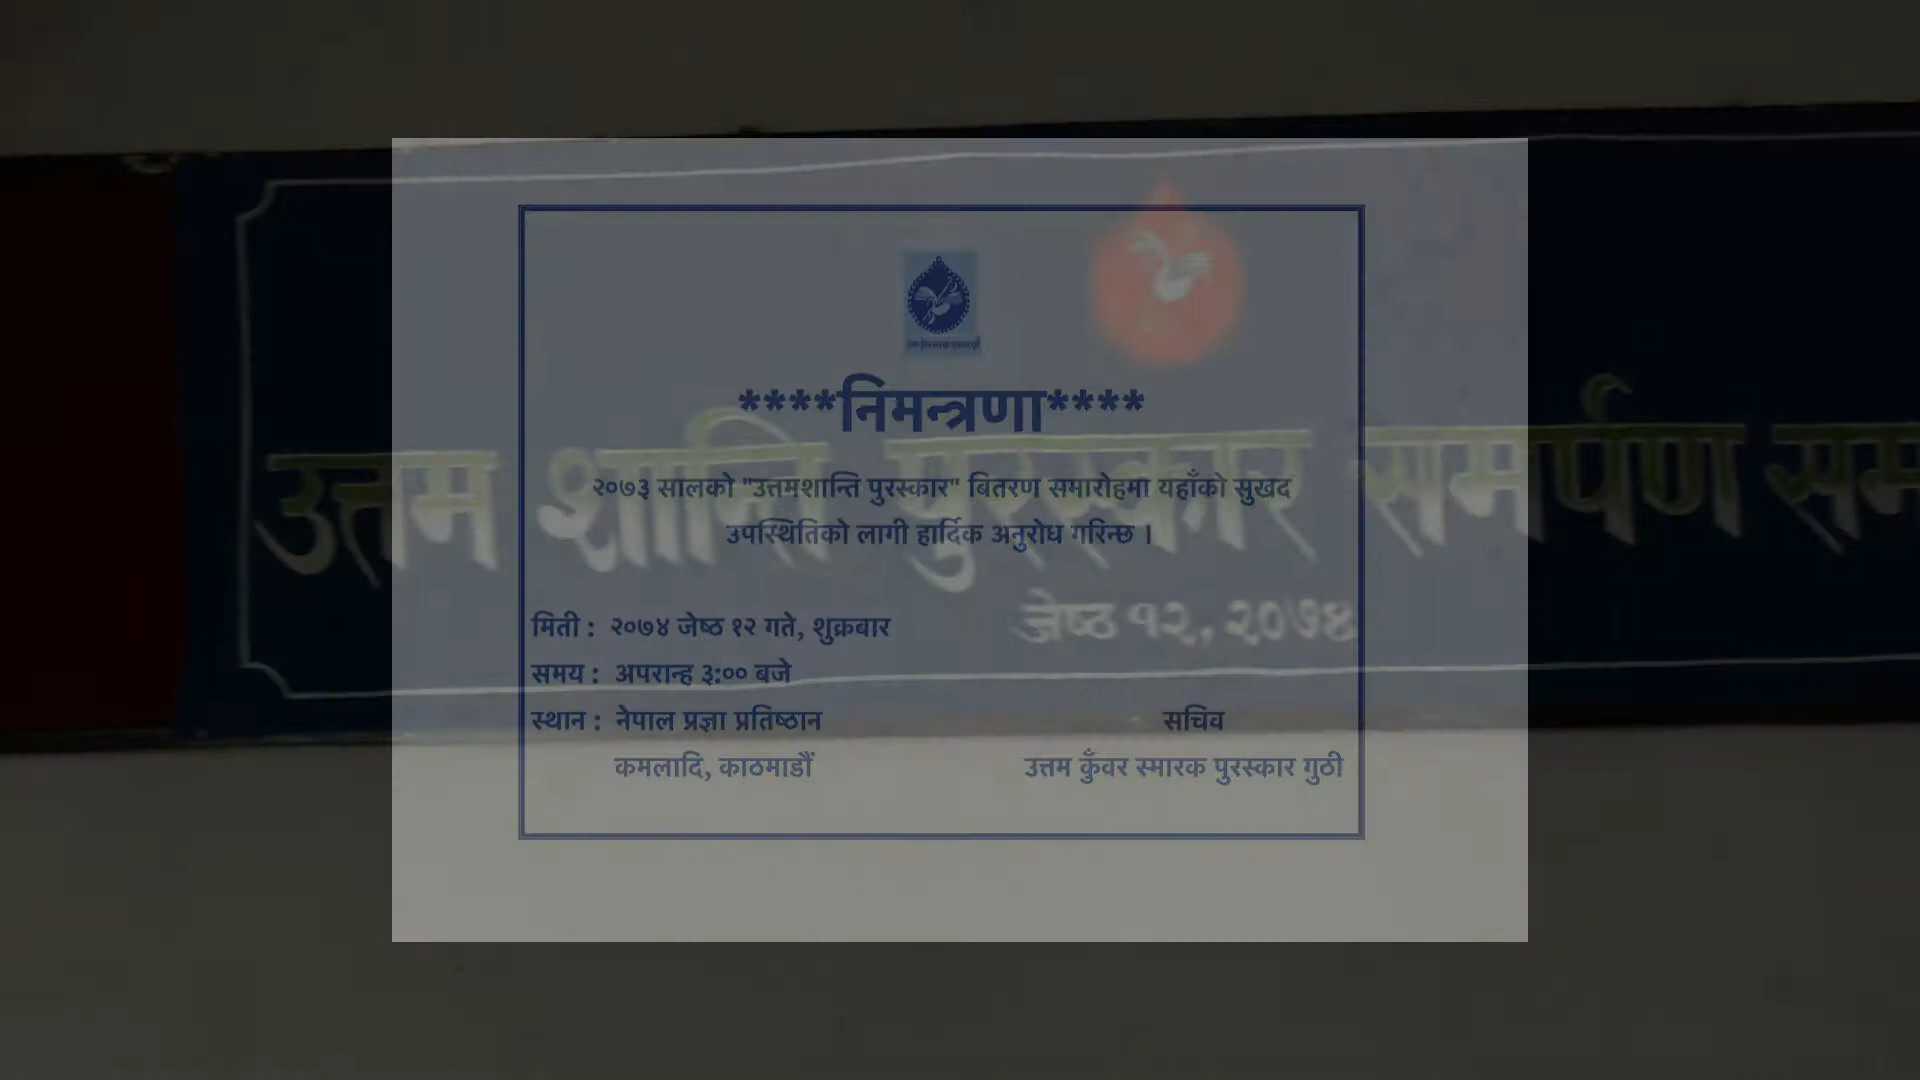 ****निमन्त्रणा****
२०७३ सालको "उत्तमशान्ति पुरस्कार" बितरण समारोहमा यहाँको सुखद
उपस्थितिको लागी हार्दिक अनुरोध गरिन्छ ।
मिती : २०७४ जेष्ठ १२ गते, शुक्रबार
समय : अपरान्ह ३:०० बजे
स्थान : नेपाल प्रज्ञा प्रतिष्ठान
कमलादि, काठमाडौं
सचिव
उत्तम कुँवर स्मारक पुरस्कार गुठी
उत्तम शान्ति पुरस्कार समर्पण
जेष्ठ १२, २०७४